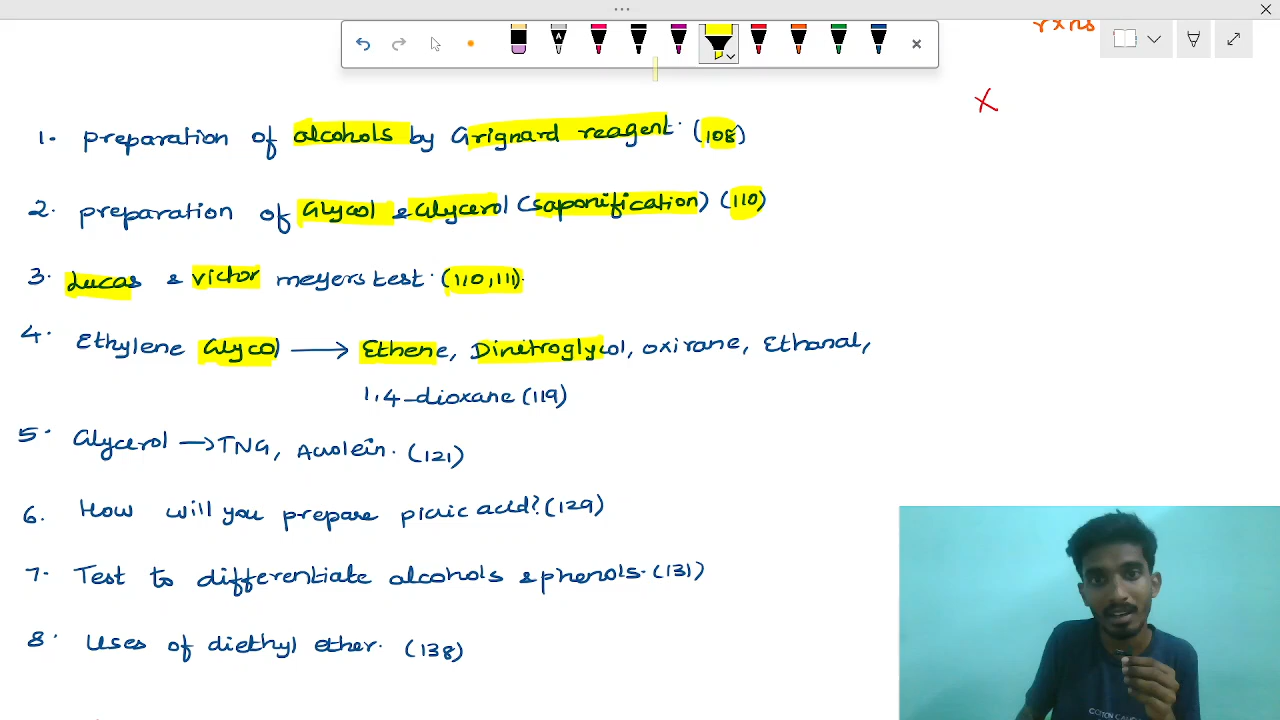 rxns
X
1. preparation of alcohols by Grignard reagent. (108)
2. preparation of Glycol & Glycerol (saponification) (110)
3. Lucas & victor meyers test. (110,111).
4. Ethylene Glycol → Ethene, Dinitroglycol, oxirane, Ethanal,
1,4-dioxane (119)
5. Glycerol → TNG, Acrolein. (121)
6. How will you prepare picric acid? (129)
7. Test to differentiate alcohols & phenols. (131)
8. Uses of diethyl ether. (138)